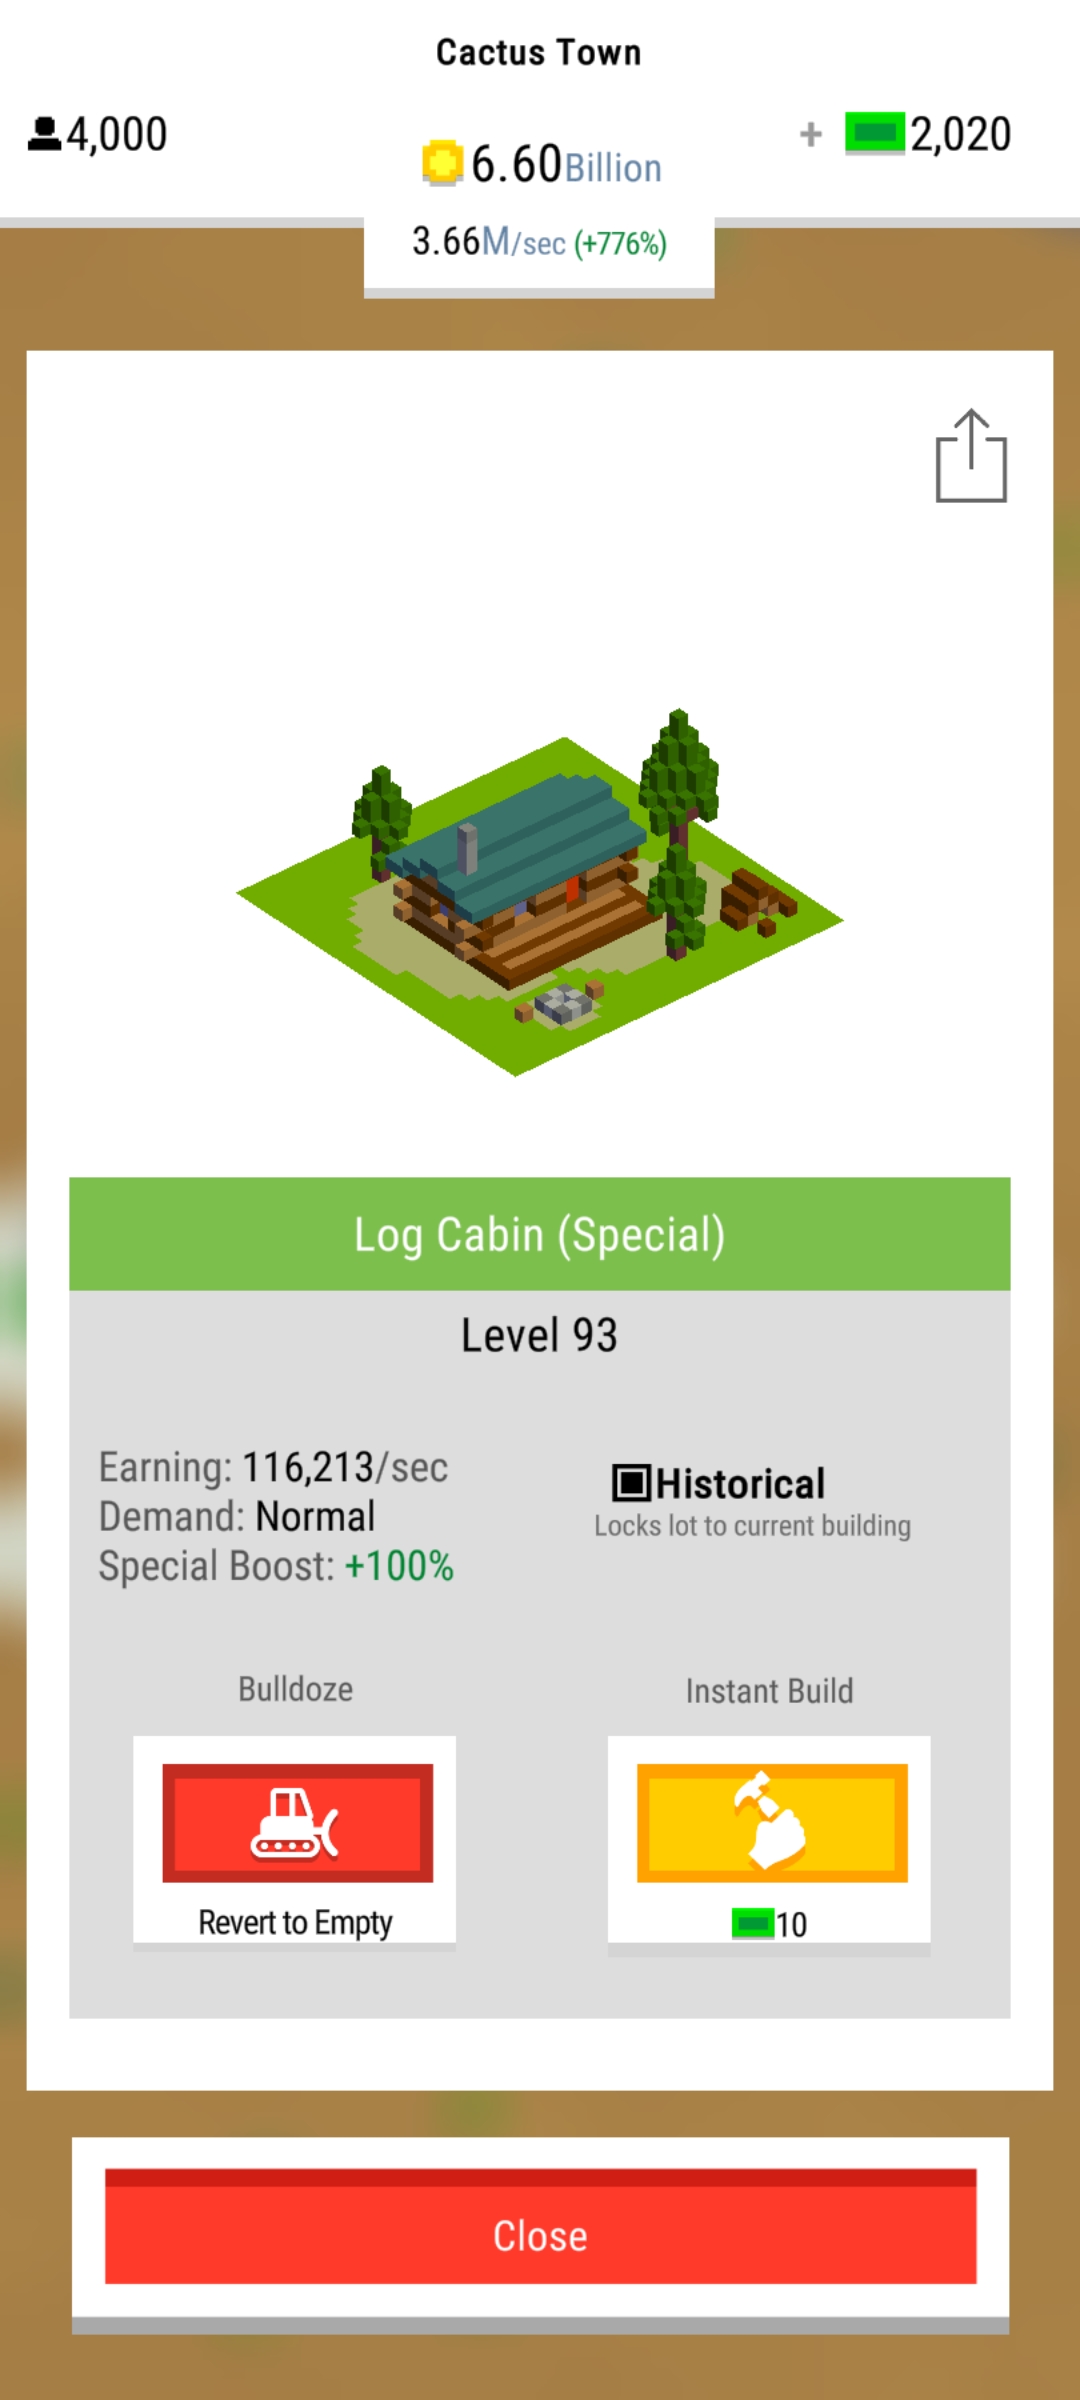 Cactus Town
4,000
6.60Billion
+ 2,020
3.66M/sec (+776%)
Log Cabin (Special)
Level 93
Earning: 116,213/sec
Demand: Normal
Special Boost: +100%
Historical
Locks lot to current building
Bulldoze
Revert to Empty
Instant Build
10
Close